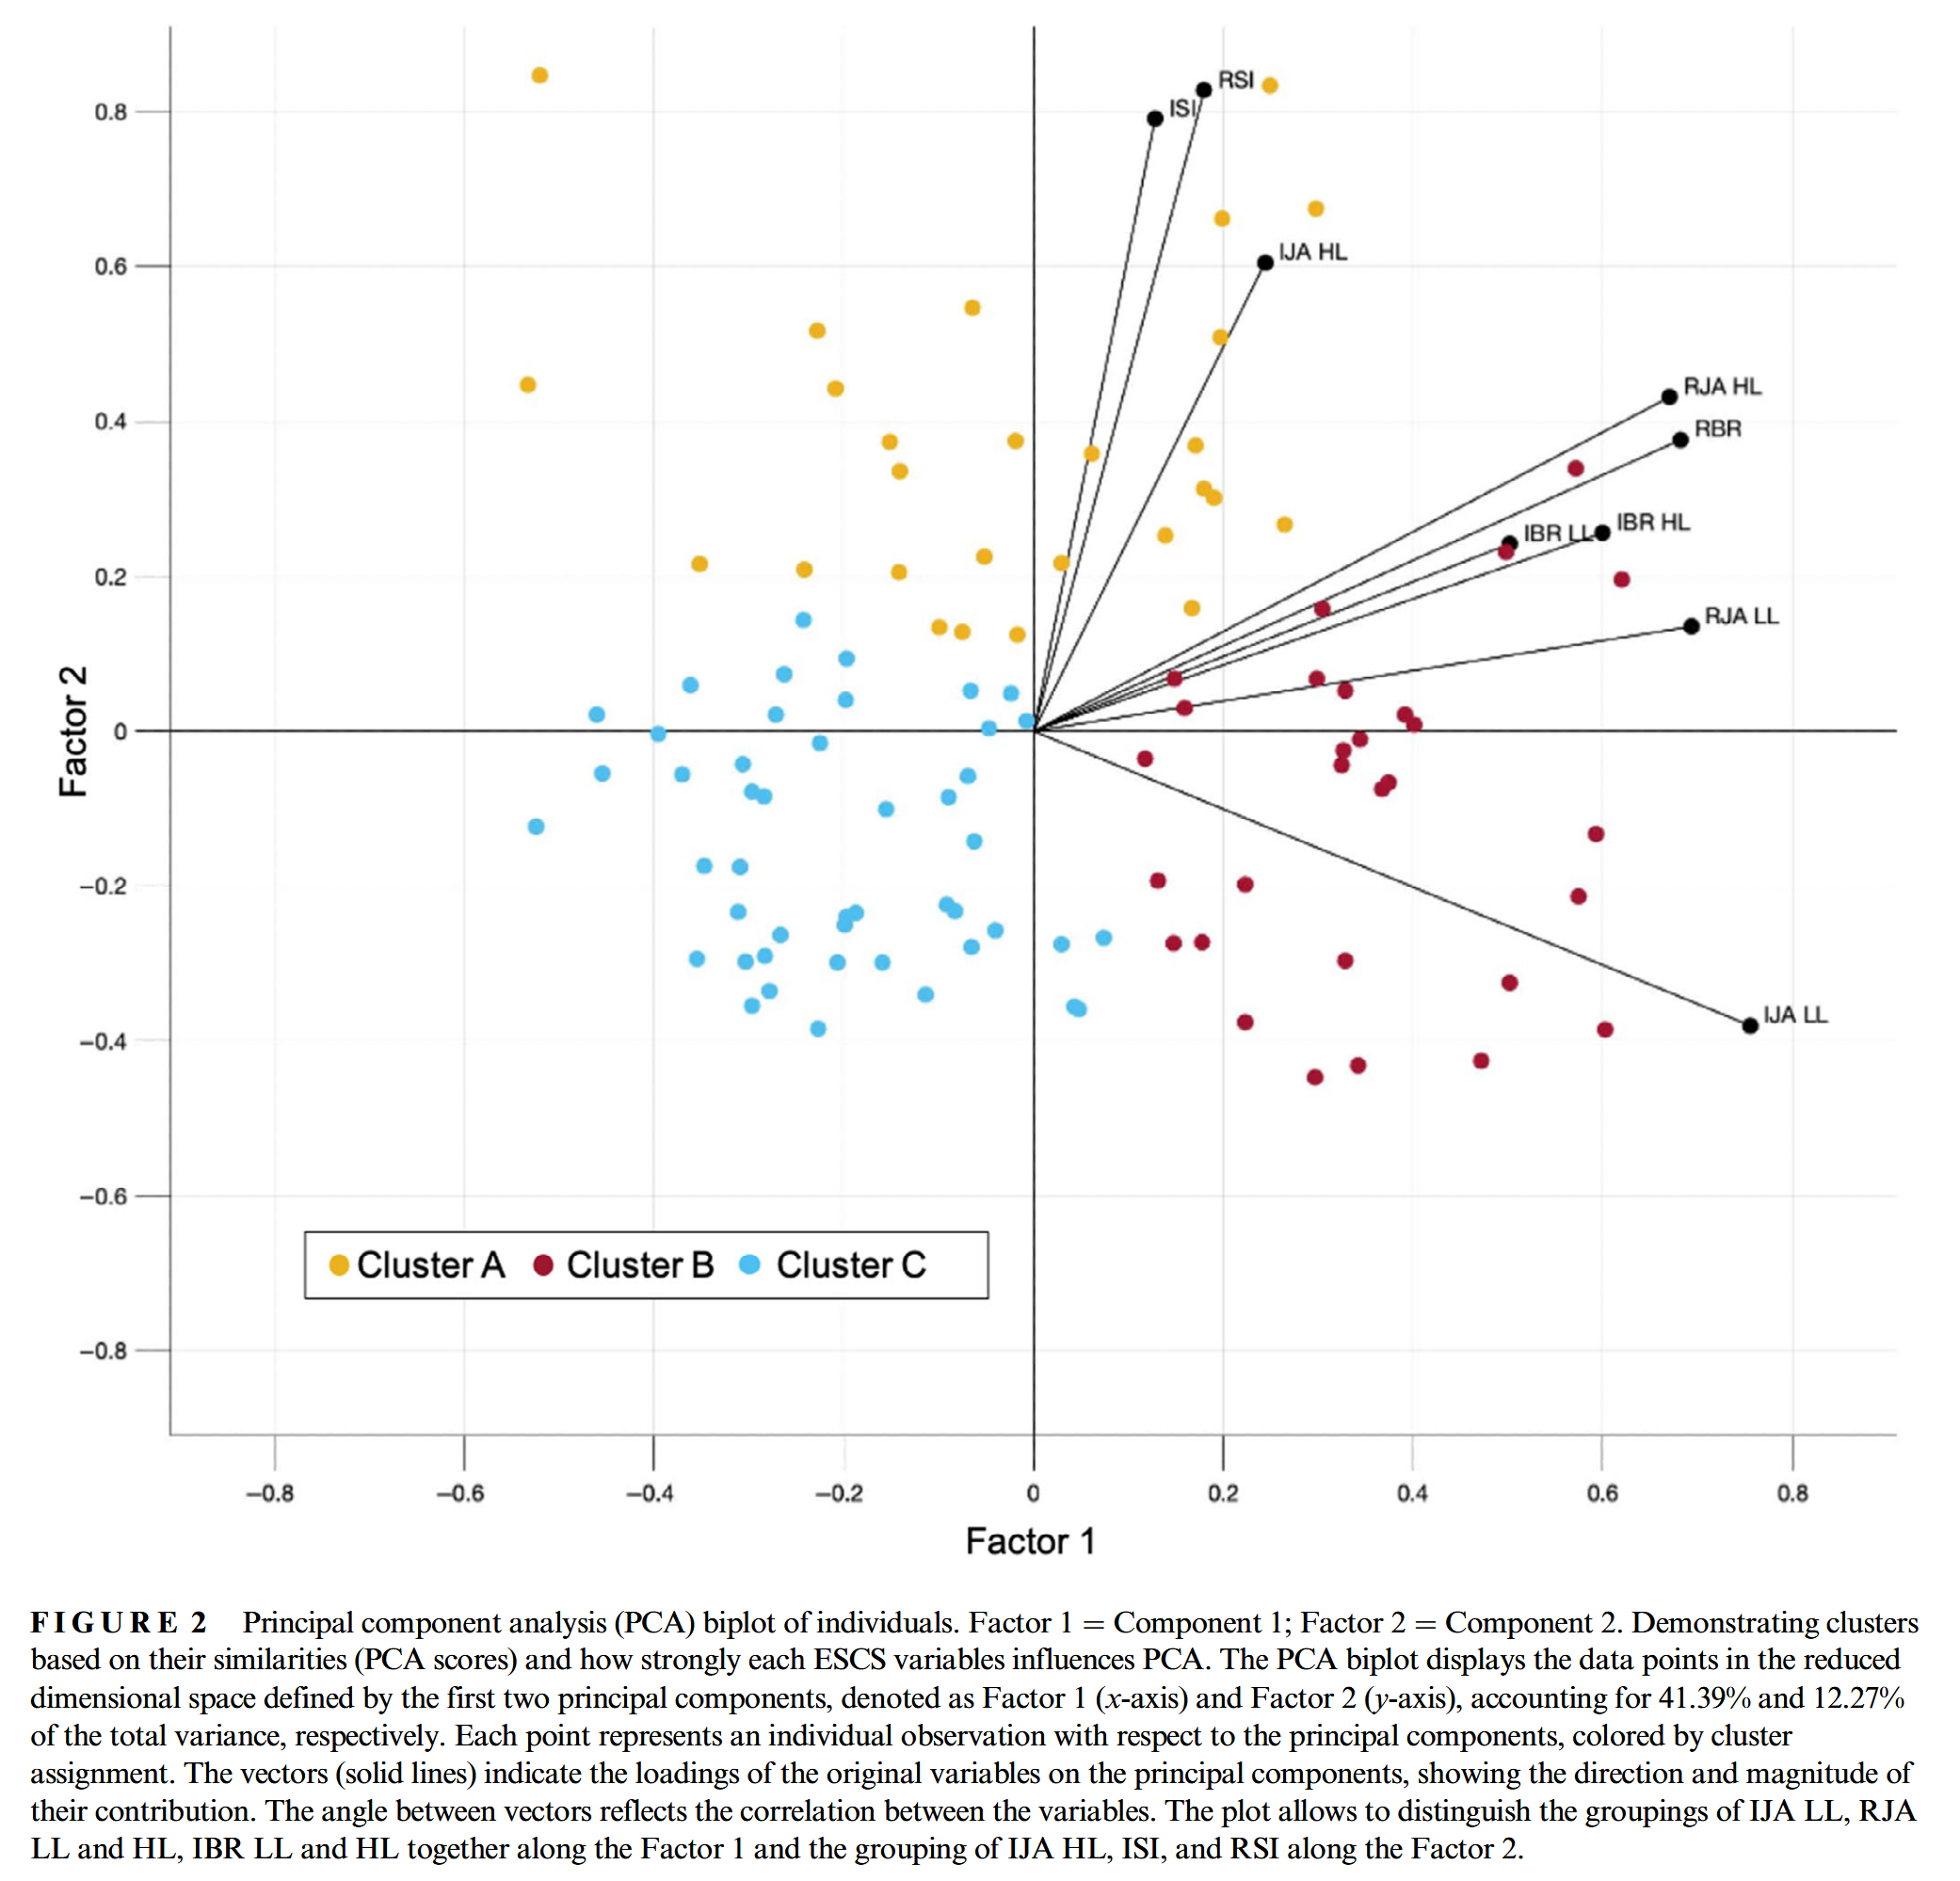 RSI
ISI
0.8
IJA HL
0.6
RJA HL
RBR
0.4
IBR HL
IBR LL
0.2
RJA LL
0
Factor 2
−0.2
IJA LL
−0.4
−0.6
Cluster A Cluster B Cluster C
−0.8
−0.8 −0.6 −0.4 −0.2 0 0.2 0.4 0.6 0.8
Factor 1
FIGURE 2 Principal component analysis (PCA) biplot of individuals. Factor 1 = Component 1; Factor 2 = Component 2. Demonstrating clusters
based on their similarities (PCA scores) and how strongly each ESCS variables influences PCA. The PCA biplot displays the data points in the reduced
dimensional space defined by the first two principal components, denoted as Factor 1 (x-axis) and Factor 2 (y-axis), accounting for 41.39% and 12.27%
of the total variance, respectively. Each point represents an individual observation with respect to the principal components, colored by cluster
assignment. The vectors (solid lines) indicate the loadings of the original variables on the principal components, showing the direction and magnitude of
their contribution. The angle between vectors reflects the correlation between the variables. The plot allows to distinguish the groupings of IJA LL, RJA
LL and HL, IBR LL and HL together along the Factor 1 and the grouping of IJA HL, ISI, and RSI along the Factor 2.